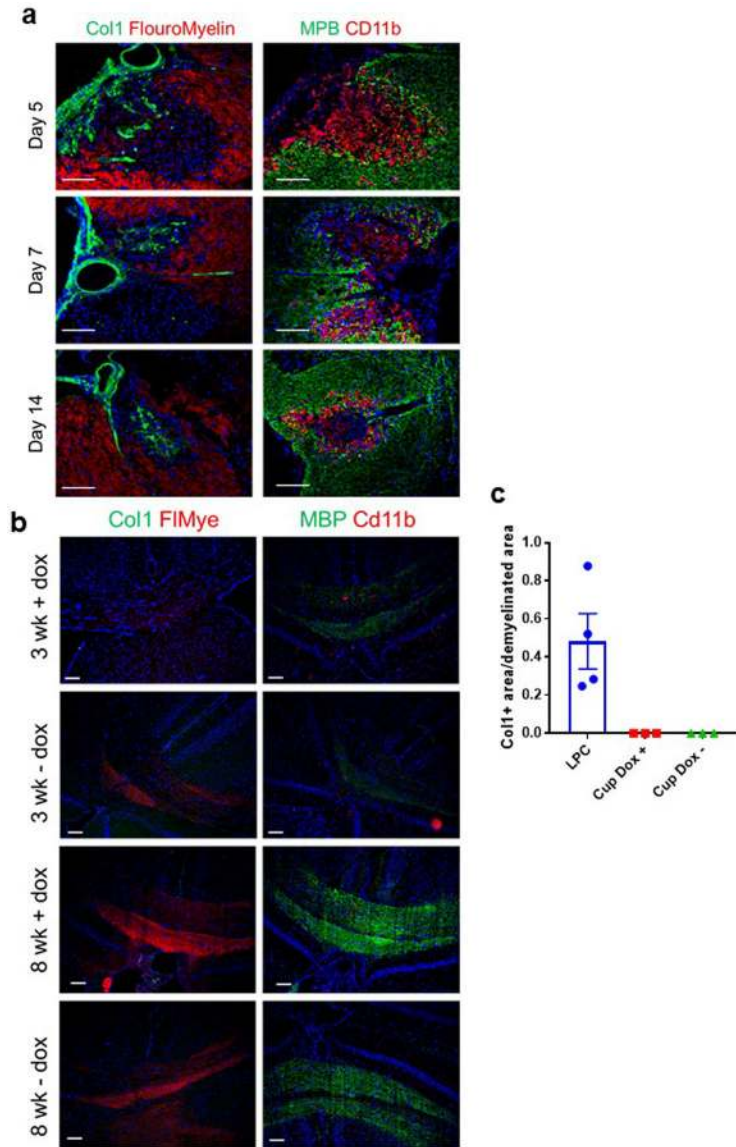 a
Col1 FlouroMyelin
MPB CD11b
Day 5
Day 7
Day 14
b
Col1 FlMye
MBP Cd11b
3 wk + dox
3 wk - dox
8 wk + dox
8 wk - dox
c
Col1+ area/demyelinated area
1.0
0.8
0.6
0.4
0.2
0.0
LPC
Cup Dox +
Cup Dox -